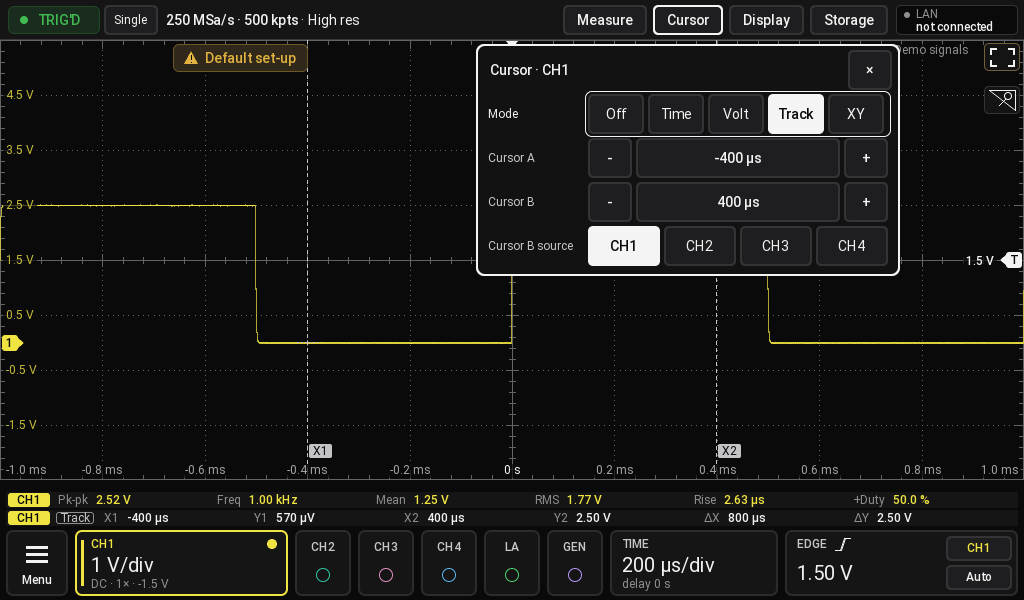 TRIG'D
Single
250 MSa/s · 500 kpts · High res
Measure
Cursor
Display
Storage
LAN
not connected
Default set-up
emo signals
Cursor · CH1
×
Mode
Off
Time
Volt
Track
XY
Cursor A
-
-400 µs
+
Cursor B
-
400 µs
+
Cursor B source
CH1
CH2
CH3
CH4
4.5 V
3.5 V
2.5 V
1.5 V
0.5 V
-0.5 V
-1.5 V
1
1.5 V
T
X1
X2
-1.0 ms
-0.8 ms
-0.6 ms
-0.4 ms
-0.2 ms
0 s
0.2 ms
0.4 ms
0.6 ms
0.8 ms
1.0 ms
CH1 Pk-pk 2.52 V Freq 1.00 kHz Mean 1.25 V RMS 1.77 V Rise 2.63 µs +Duty 50.0 %
CH1 Track X1 -400 µs Y1 570 µV X2 400 µs Y2 2.50 V ΔX 800 µs ΔY 2.50 V
Menu
CH1
1 V/div
DC · 1× · -1.5 V
CH2
CH3
CH4
LA
GEN
TIME
200 µs/div
delay 0 s
EDGE
1.50 V
CH1
Auto